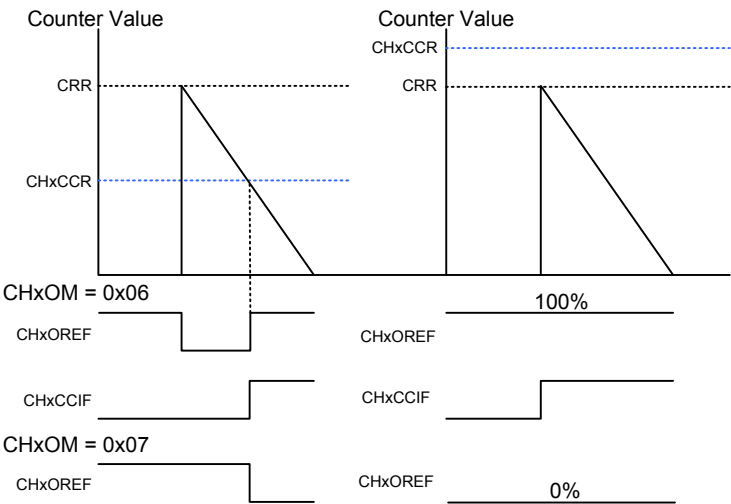 Counter Value
CRR
CHxCCR
CHxOM = 0x06
CHxOREF
CHxCCIF
CHxOM = 0x07
CHxOREF
Counter Value
CHxCCR
CRR
100%
CHxOREF
CHxCCIF
CHxOREF
0%